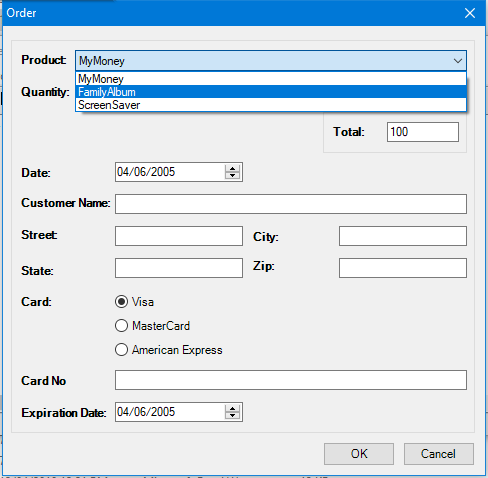 Order
Product: MyMoney
MyMoney
Quantity: FamilyAlbum
ScreenSaver
Total: 100
Date: 04/06/2005
Customer Name:
Street: City:
State: Zip:
Card: Visa
MasterCard
American Express
Card No
Expiration Date: 04/06/2005
OK Cancel